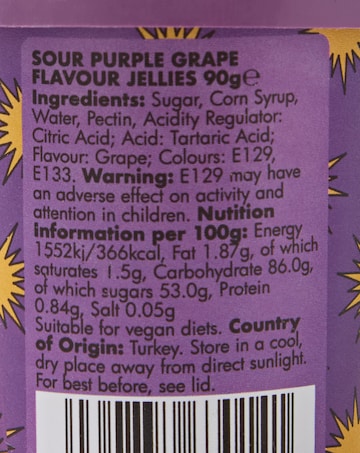 SOUR PURPLE GRAPE
FLAVOUR JELLIES 90g℮
Ingredients: Sugar, Corn Syrup,
Water, Pectin, Acidity Regulator:
Citric Acid; Acid: Tartaric Acid;
Flavour: Grape; Colours: E129,
E133. Warning: E129 may have
an adverse effect on activity and
attention in children. Nutrition
information per 100g: Energy
1552kj/366kcal, Fat 1.87g, of which
saturates 1.5g, Carbohydrate 86.0g,
of which sugars 53.0g, Protein
0.84g, Salt 0.05g
Suitable for vegan diets. Country
of Origin: Turkey. Store in a cool,
dry place away from direct sunlight.
For best before, see lid.